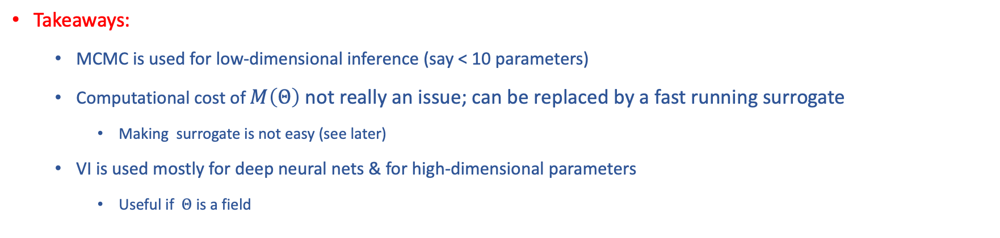 • Takeaways:
• MCMC is used for low-dimensional inference (say < 10 parameters)
• Computational cost of M(Θ) not really an issue; can be replaced by a fast running surrogate
• Making surrogate is not easy (see later)
• VI is used mostly for deep neural nets & for high-dimensional parameters
• Useful if Θ is a field